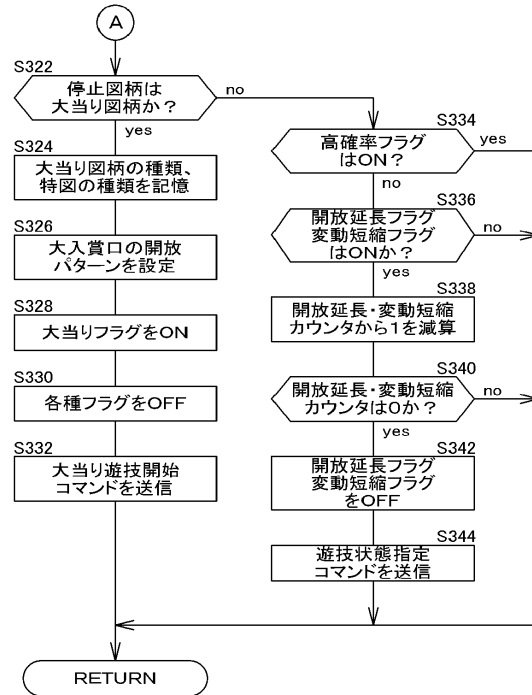 A
S322
停止図柄は
大当り図柄か？
no
yes
S324
大当り図柄の種類、
特図の種類を記憶
S326
大入賞口の開放
パターンを設定
S328
大当りフラグをON
S330
各種フラグをOFF
S332
大当り遊技開始
コマンドを送信
S334
高確率フラグ
はON？
yes
no
S336
開放延長フラグ
変動短縮フラグ
はONか？
no
yes
S338
開放延長・変動短縮
カウンタから1を減算
S340
開放延長・変動短縮
カウンタは0か？
no
yes
S342
開放延長フラグ
変動短縮フラグ
をOFF
S344
遊技状態指定
コマンドを送信
RETURN